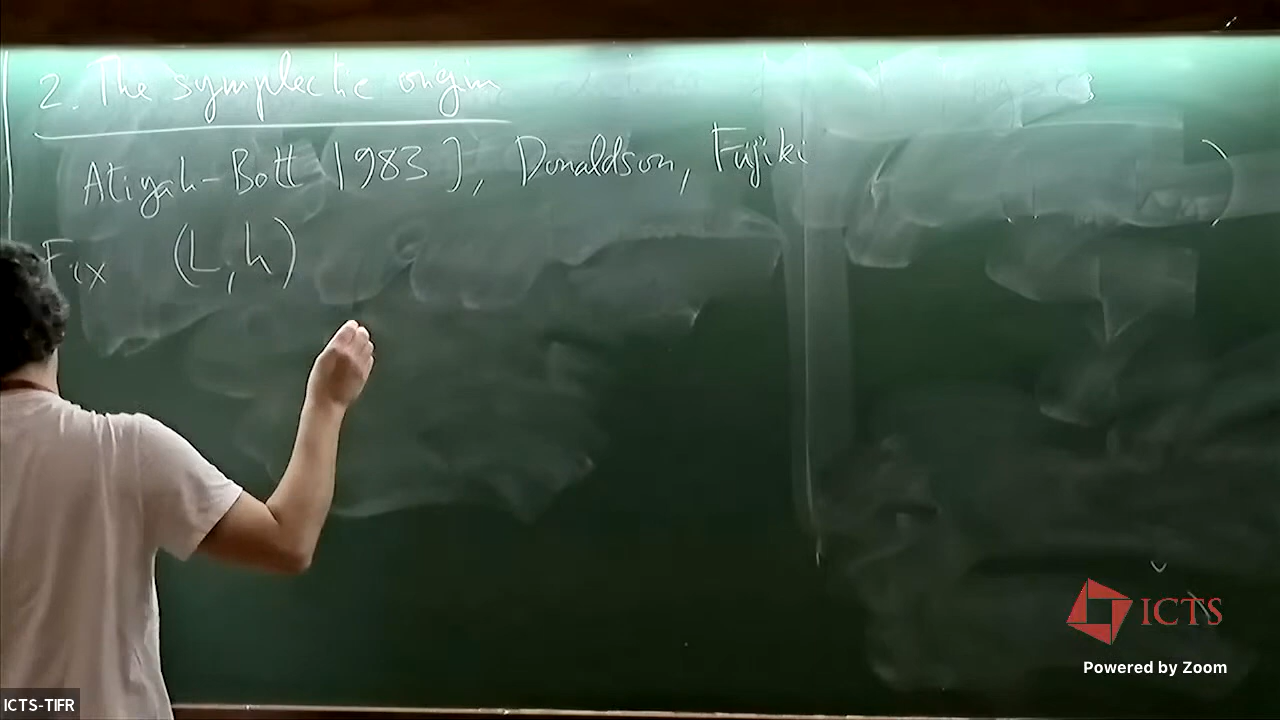 2. The symplectic origin
Atiyah-Bott [1983], Donaldson, Fujiki
Fix (L, h)
ICTS
Powered by Zoom
ICTS-TIFR